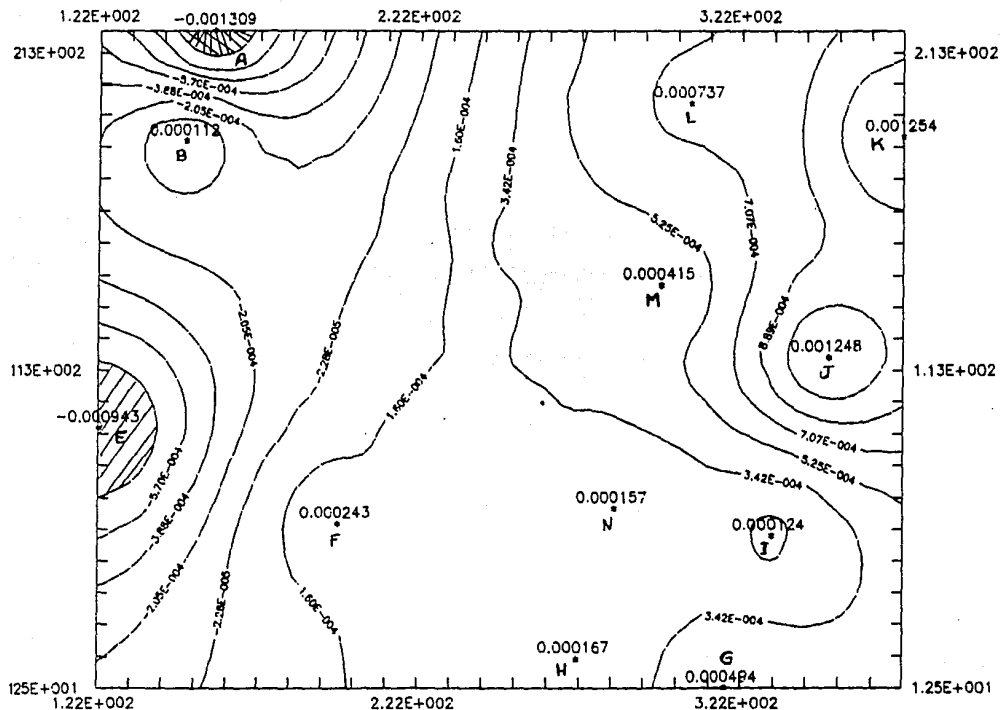 1.22E+002 -0.001309 2.22E+002 3.22E+002
213E+002 2.13E+002
A
-5.70E-004
-3.88E-004
-2.05E-004
0.000737
L
0.000112
B
0.001254
K
1.60E-004
3.42E-004
5.25E-004
7.07E-004
0.000415
M
-2.05E-004
-2.28E-005
8.89E-004
0.001248
J
113E+002 1.13E+002
1.60E-004
-0.000943
E
7.07E-004
5.25E-004
3.42E-004
-5.70E-004
-3.88E-004
-2.05E-004
0.000243
F
0.000157
N
0.000124
I
-2.28E-005
1.60E-004
3.42E-004
0.000167
H
G
125E+001 1.25E+001
1.22E+002 2.22E+002 3.22E+002